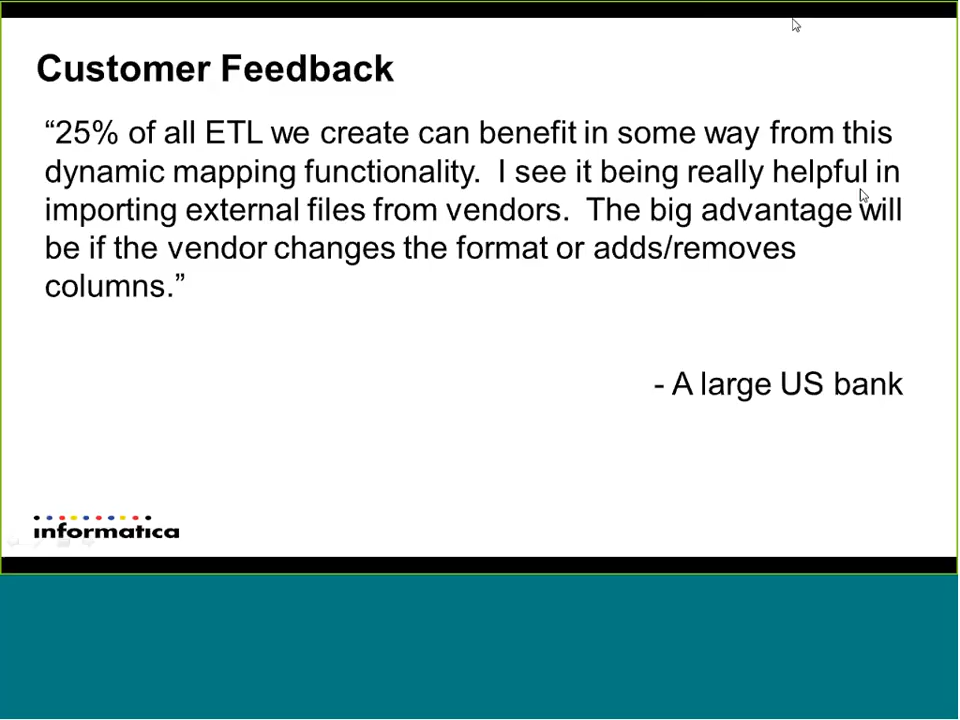 Customer Feedback
“25% of all ETL we create can benefit in some way from this
dynamic mapping functionality.  I see it being really helpful in
importing external files from vendors.  The big advantage will
be if the vendor changes the format or adds/removes
columns.”
- A large US bank
informatica